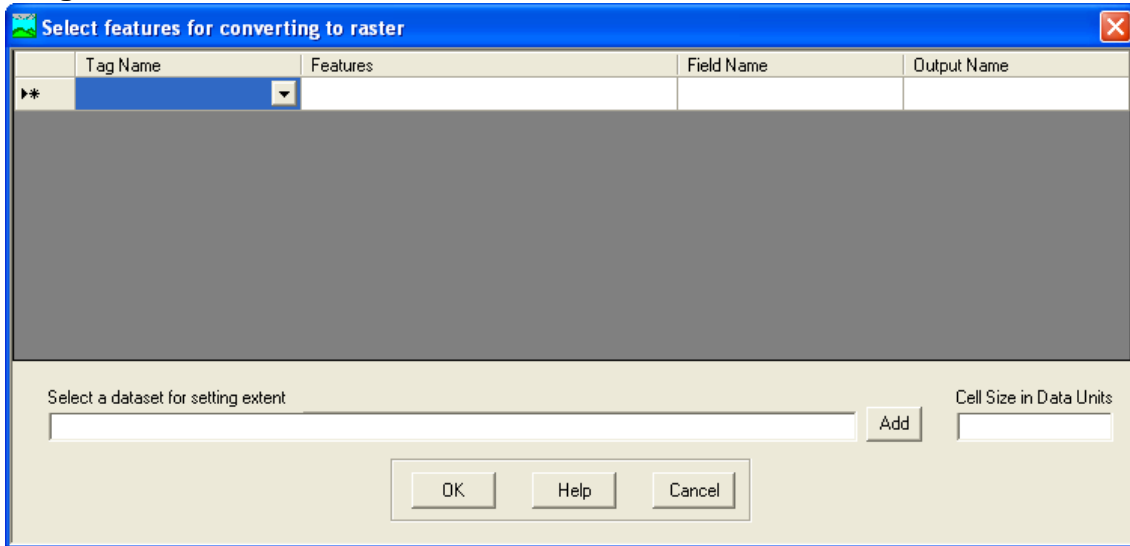 Select features for converting to raster
Tag Name Features Field Name Output Name
Select a dataset for setting extent Cell Size in Data Units
Add
OK Help Cancel